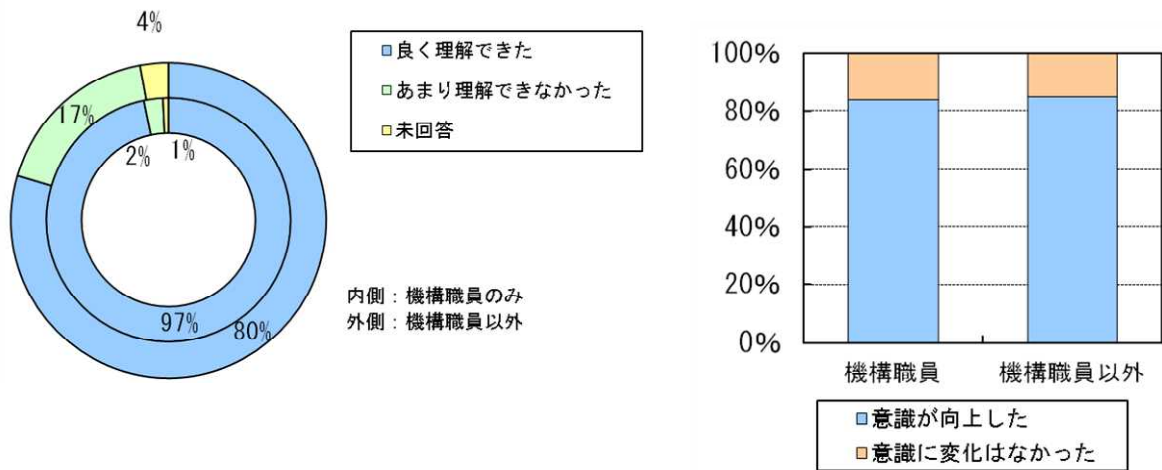 4%
17%
2%
1%
97%
80%
良く理解できた
あまり理解できなかった
未回答
内側：機構職員のみ
外側：機構職員以外
100%
80%
60%
40%
20%
0%
機構職員
機構職員以外
意識が向上した
意識に変化はなかった